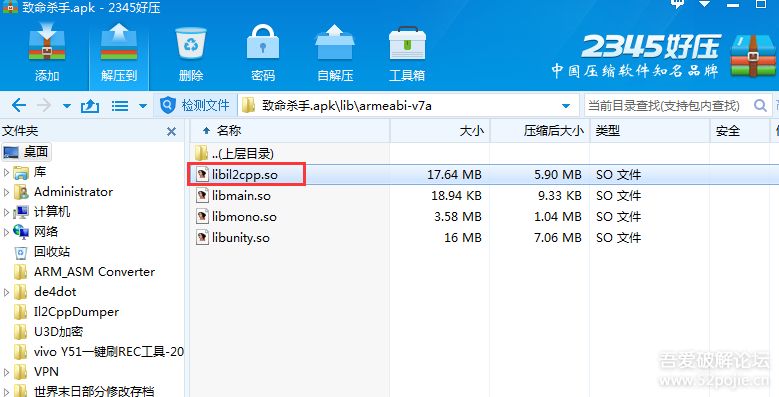 致命杀手.apk - 2345好压
添加
解压到
删除
密码
自解压
工具箱
2345好压
中国压缩软件知名品牌
检测文件
致命杀手.apk\lib\armeabi-v7a
当前目录查找(支持包内查找)
文件夹
名称 大小 压缩后大小 类型 安全
桌面
..(上层目录)
库
libil2cpp.so 17.64 MB 5.90 MB SO 文件
Administrator
libmain.so 18.94 KB 9.33 KB SO 文件
计算机
libmono.so 3.58 MB 1.04 MB SO 文件
网络
libunity.so 16 MB 7.06 MB SO 文件
回收站
ARM_ASM Converter
de4dot
Il2CppDumper
U3D加密
vivo Y51一键刷REC工具-20
VPN
世界末日部分修改存档
吾爱破解论坛
www.52pojie.cn